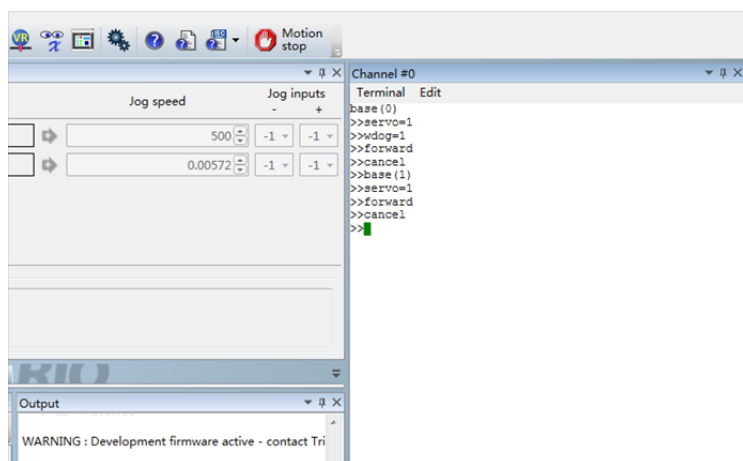 VR
Motion
stop
Jog speed
Jog inputs
- +
500
-1
-1
0.00572
-1
-1
Channel #0
Terminal Edit
base(0)
>>servo=1
>>wdog=1
>>forward
>>cancel
>>base(1)
>>servo=1
>>forward
>>cancel
>>
RIO
Output
WARNING : Development firmware active - contact Tri